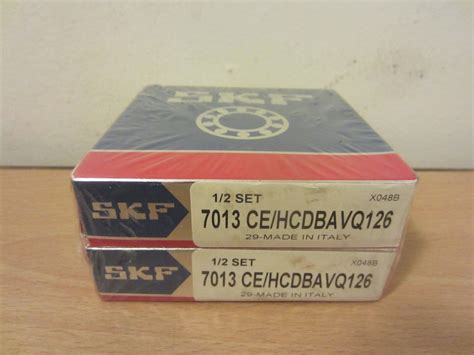 SKF
SKF
1/2 SET
X048B
7013 CE/HCDBAVQ126
29-MADE IN ITALY
SKF
1/2 SET
X048B
7013 CE/HCDBAVQ126
29-MADE IN ITALY